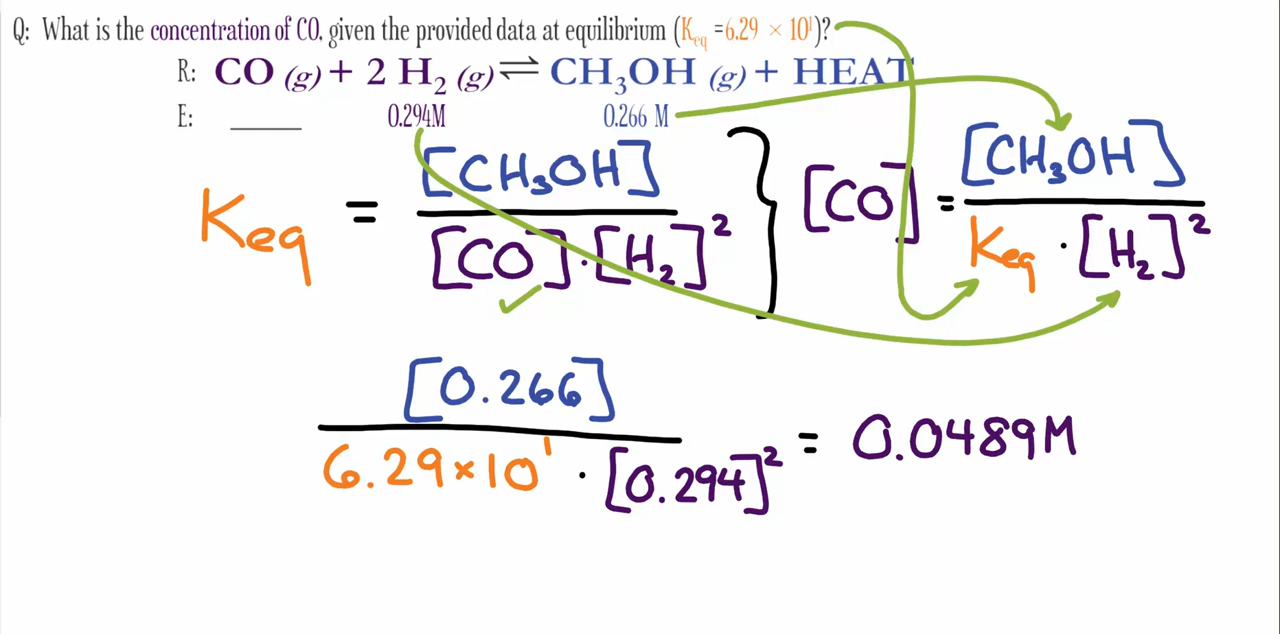 Q: What is the concentration of CO, given the provided data at equilibrium (Keq =6.29 × 10¹)?
R: CO (g) + 2 H₂ (g) ⇌ CH₃OH (g) + HEAT
E: ______ 0.294M 0.266 M
Keq = [CH₃OH] / [CO] · [H₂]² } [CO] = [CH₃OH] / Keq · [H₂]²
[0.266] / 6.29×10¹ · [0.294]² = 0.0489M